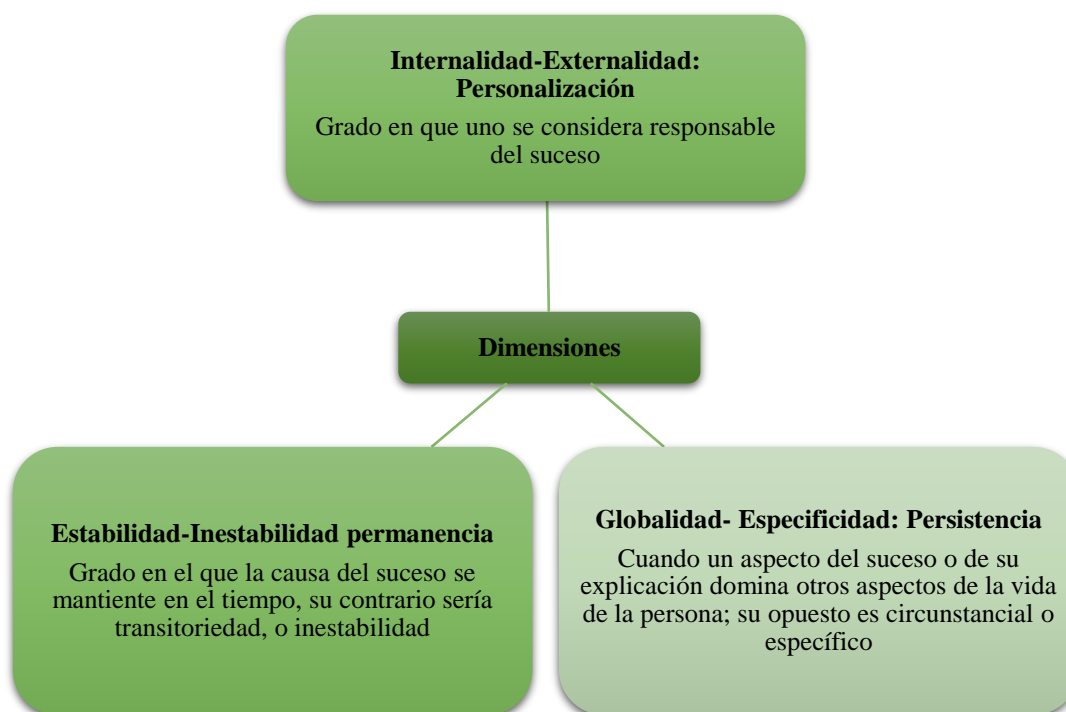 Internalidad-Externalidad:
Personalización
Grado en que uno se considera responsable
del suceso
Dimensiones
Estabilidad-Inestabilidad permanencia
Grado en el que la causa del suceso se
mantiente en el tiempo, su contrario sería
transitoriedad, o inestabilidad
Globalidad- Especificidad: Persistencia
Cuando un aspecto del suceso o de su
explicación domina otros aspectos de la vida
de la persona; su opuesto es circunstancial o
específico